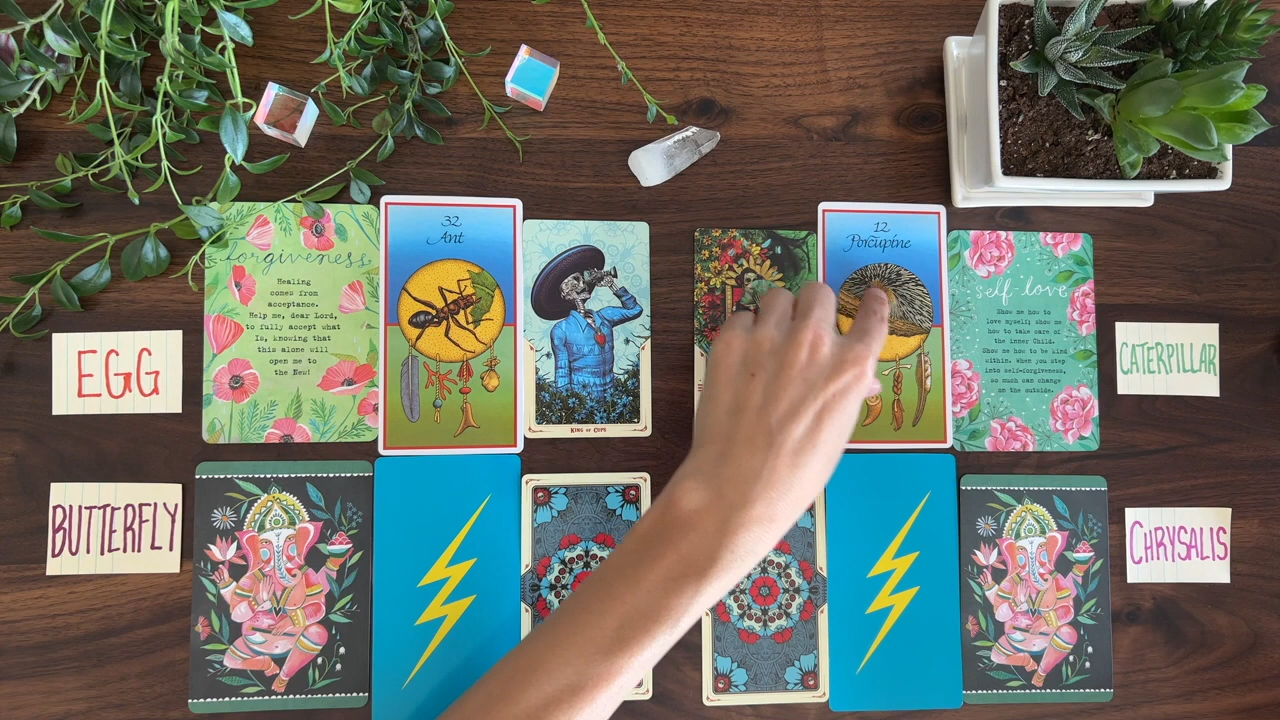 EGG
forgiveness
Healing
comes from
acceptance.
Help me, dear Lord,
to fully accept what
Is, knowing that
this alone will
open me to
the New!
32
Ant
KING OF CUPS
12
Porcupine
self-love
Show me how to
love myself; show me
how to take care of
the inner Child.
Show me how to be kind
within. When you step
into self-forgiveness,
so much can change
on the outside.
CATERPILLAR
BUTTERFLY
CHRYSALIS